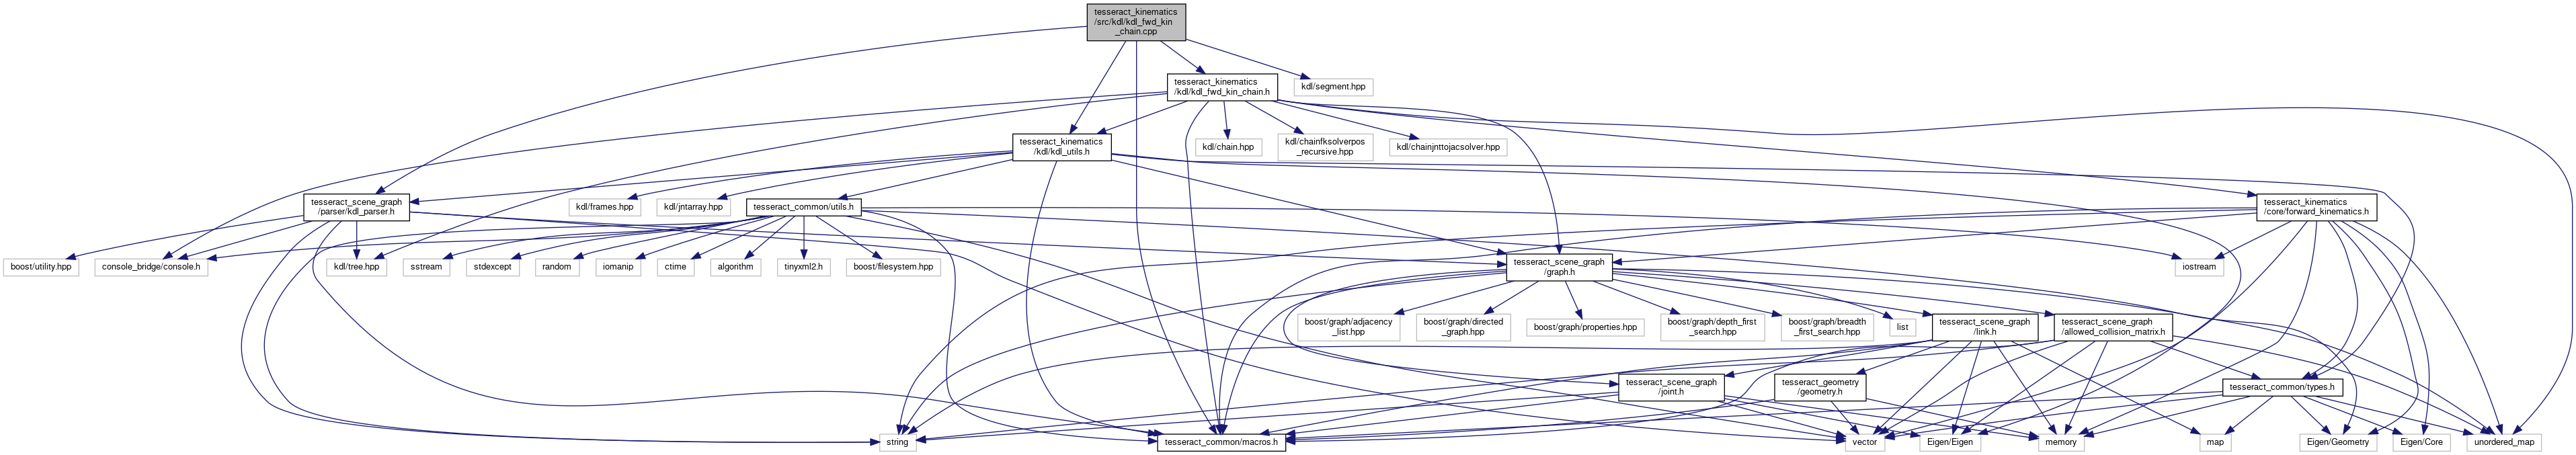 tesseract_kinematics
/src/kdl/kdl_fwd_kin
_chain.cpp
tesseract_kinematics
/kdl/kdl_fwd_kin_chain.h
kdl/segment.hpp
tesseract_kinematics
/kdl/kdl_utils.h
kdl/chain.hpp
kdl/chainfksolverpos
_recursive.hpp
kdl/chainjnttojacsolver.hpp
tesseract_scene_graph
/parser/kdl_parser.h
kdl/frames.hpp
kdl/jntarray.hpp
tesseract_common/utils.h
tesseract_kinematics
/core/forward_kinematics.h
boost/utility.hpp
console_bridge/console.h
kdl/tree.hpp
sstream
stdexcept
random
iomanip
ctime
algorithm
tinyxml2.h
boost/filesystem.hpp
tesseract_scene_graph
/graph.h
iostream
boost/graph/adjacency
_list.hpp
boost/graph/directed
_graph.hpp
boost/graph/properties.hpp
boost/graph/depth_first
_search.hpp
boost/graph/breadth
_first_search.hpp
list
tesseract_scene_graph
/link.h
tesseract_scene_graph
/allowed_collision_matrix.h
tesseract_scene_graph
/joint.h
tesseract_geometry
/geometry.h
tesseract_common/types.h
string
tesseract_common/macros.h
vector
Eigen/Eigen
memory
map
Eigen/Geometry
Eigen/Core
unordered_map